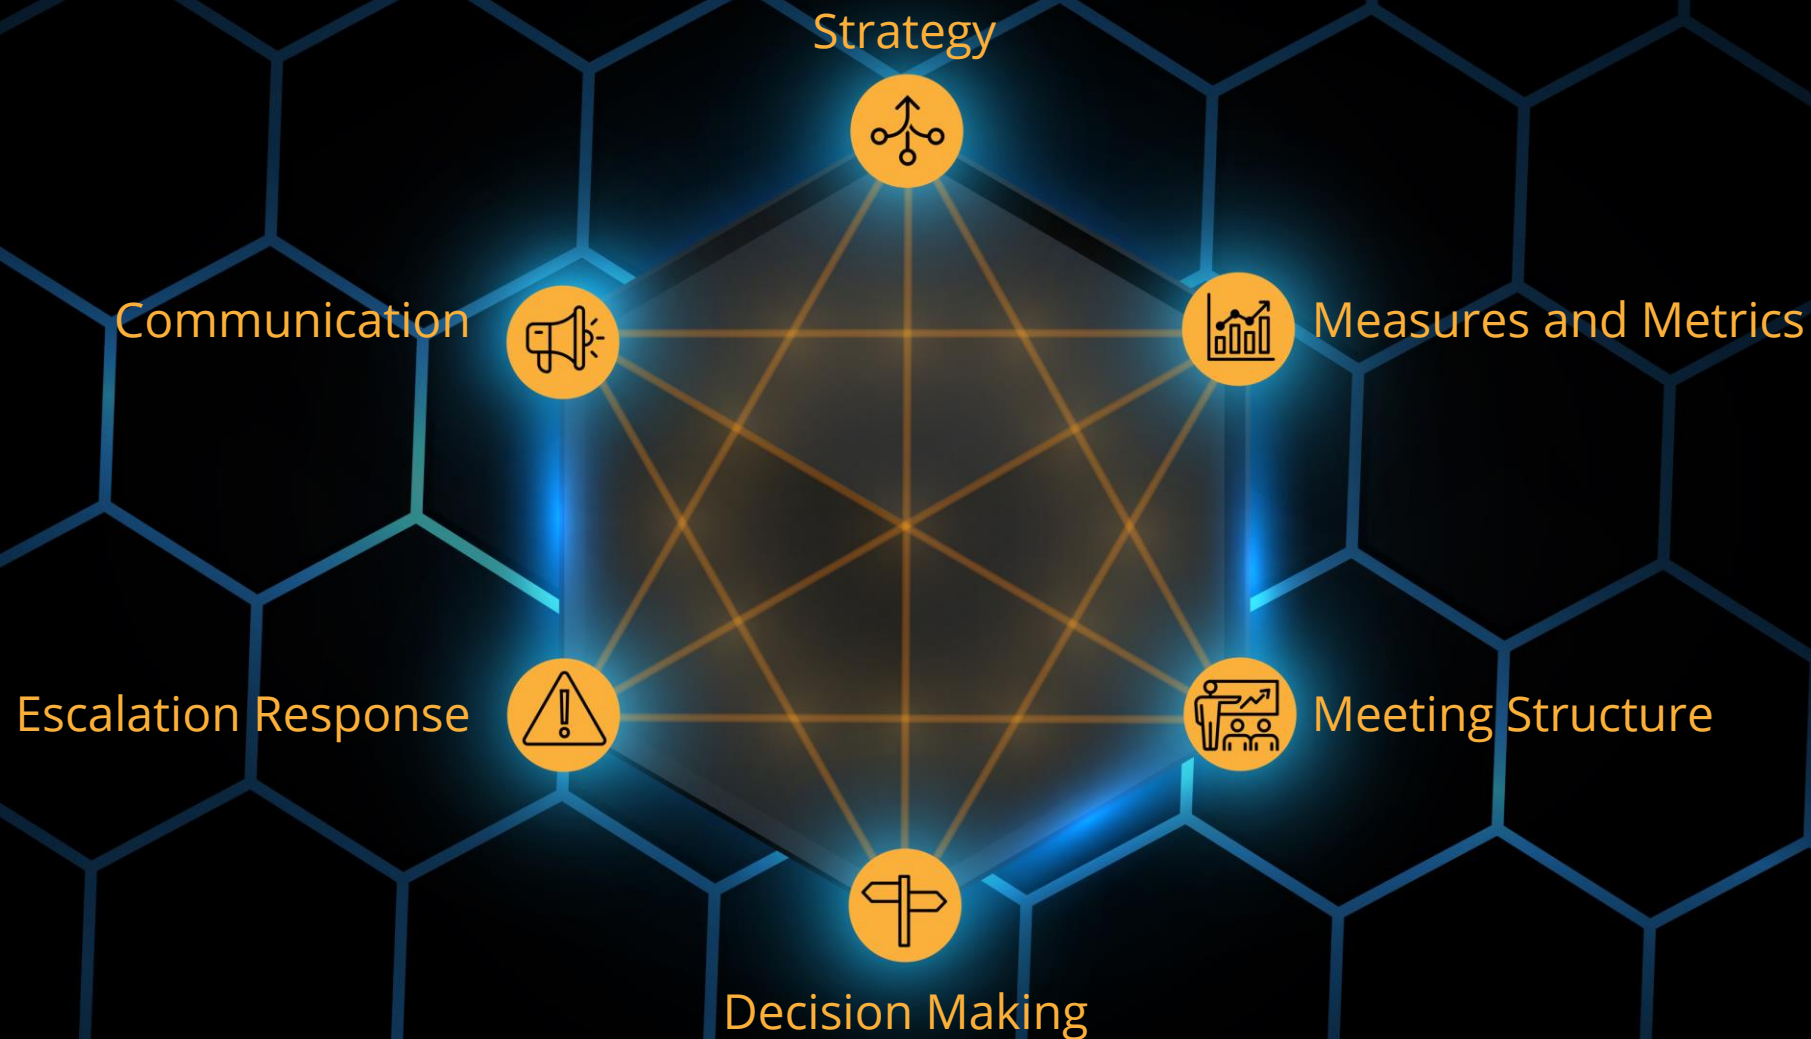 Strategy
Communication
Measures and Metrics
Escalation Response
Meeting Structure
Decision Making